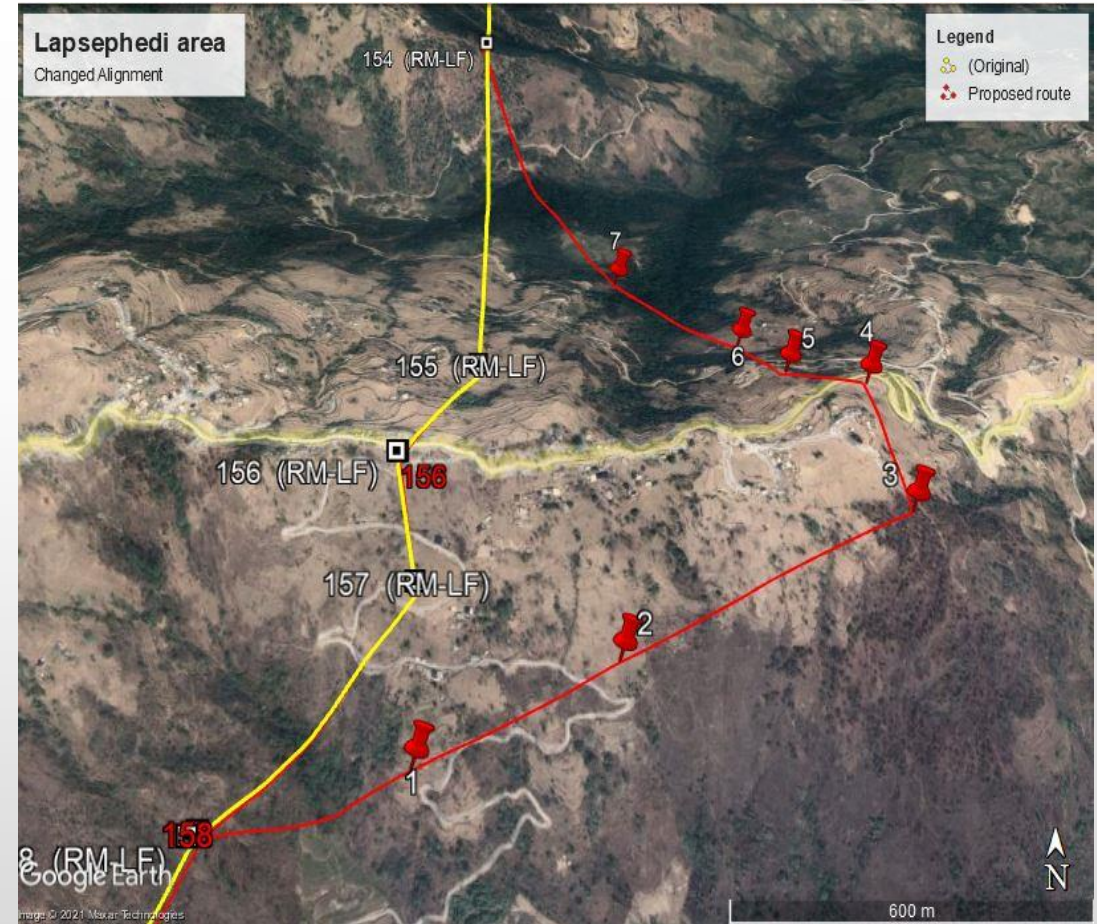 Lapsephedi area
Changed Alignment
Legend
(Original)
Proposed route
154 (RM-LF)
7
6
5
4
155 (RM-LF)
156 (RM-LF)
156
3
157 (RM-LF)
2
1
158
8 (RM-LF)
Google Earth
Image © 2021 Maxar Technologies
N
600 m